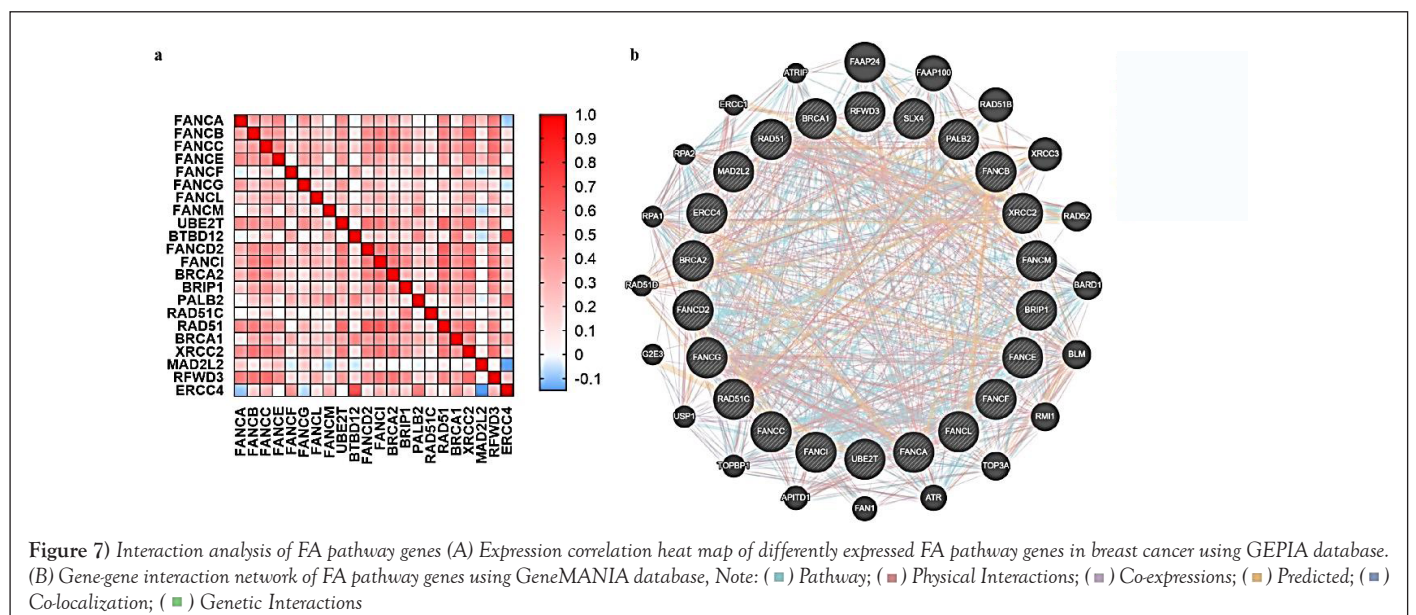 a
b
FANCA
FANCB
FANCC
FANCE
FANCF
FANCG
FANCL
FANCM
UBE2T
BTBD12
FANCD2
FANCI
BRCA2
BRIP1
PALB2
RAD51C
RAD51
BRCA1
XRCC2
MAD2L2
RFWD3
ERCC4
1.0
0.9
0.8
0.7
0.6
0.5
0.4
0.3
0.2
0.1
0
-0.1
FANCA
FANCB
FANCC
FANCE
FANCF
FANCG
FANCL
FANCM
UBE2T
BTBD12
FANCD2
FANCI
BRCA2
BRIP1
PALB2
RAD51C
RAD51
BRCA1
XRCC2
MAD2L2
RFWD3
ERCC4
FAAP24
FAAP100
RAD51B
XRCC3
RAD52
BARD1
BLM
RMI1
TOP3A
ATR
FAN1
APITD1
TOPBP1
USP1
G2E3
RAD51D
RPA1
RPA2
ERCC1
ATRIP
RFWD3
SLX4
PALB2
FANCB
XRCC2
FANCM
BRIP1
FANCE
FANCF
FANCL
FANCA
UBE2T
FANCI
FANCC
RAD51C
FANCG
FANCD2
BRCA2
ERCC4
MAD2L2
RAD51
BRCA1
Figure 7) Interaction analysis of FA pathway genes (A) Expression correlation heat map of differently expressed FA pathway genes in breast cancer using GEPIA database.
(B) Gene-gene interaction network of FA pathway genes using GeneMANIA database, Note: ( ) Pathway; ( ) Physical Interactions; ( ) Co-expressions; ( ) Predicted; ( )
Co-localization; ( ) Genetic Interactions